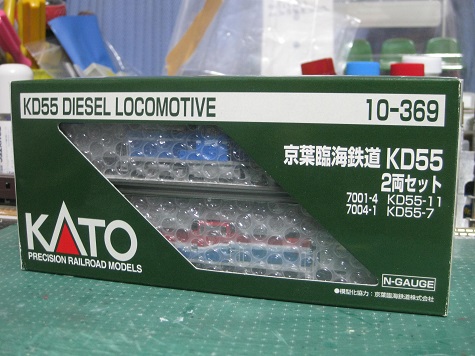 KD55 DIESEL LOCOMOTIVE
10-369
京葉臨海鉄道 KD55
2両セット
7001-4 KD55-11
7004-1 KD55-7
KATO
PRECISION RAILROAD MODELS
N-GAUGE
●模型化協力:京葉臨海鉄道株式会社